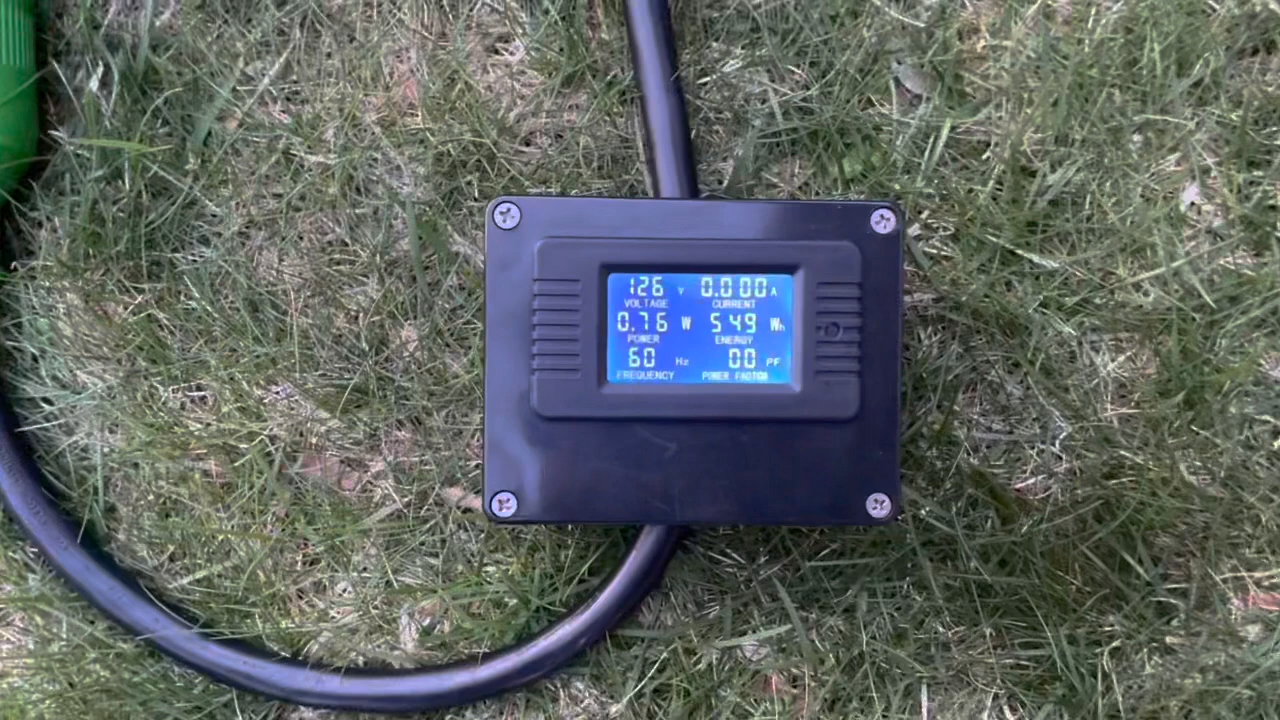 126 V 0.000 A
VOLTAGE CURRENT
0.76 W 549 Wh
POWER ENERGY
60 Hz 00 PF
FREQUENCY POWER FACTOR